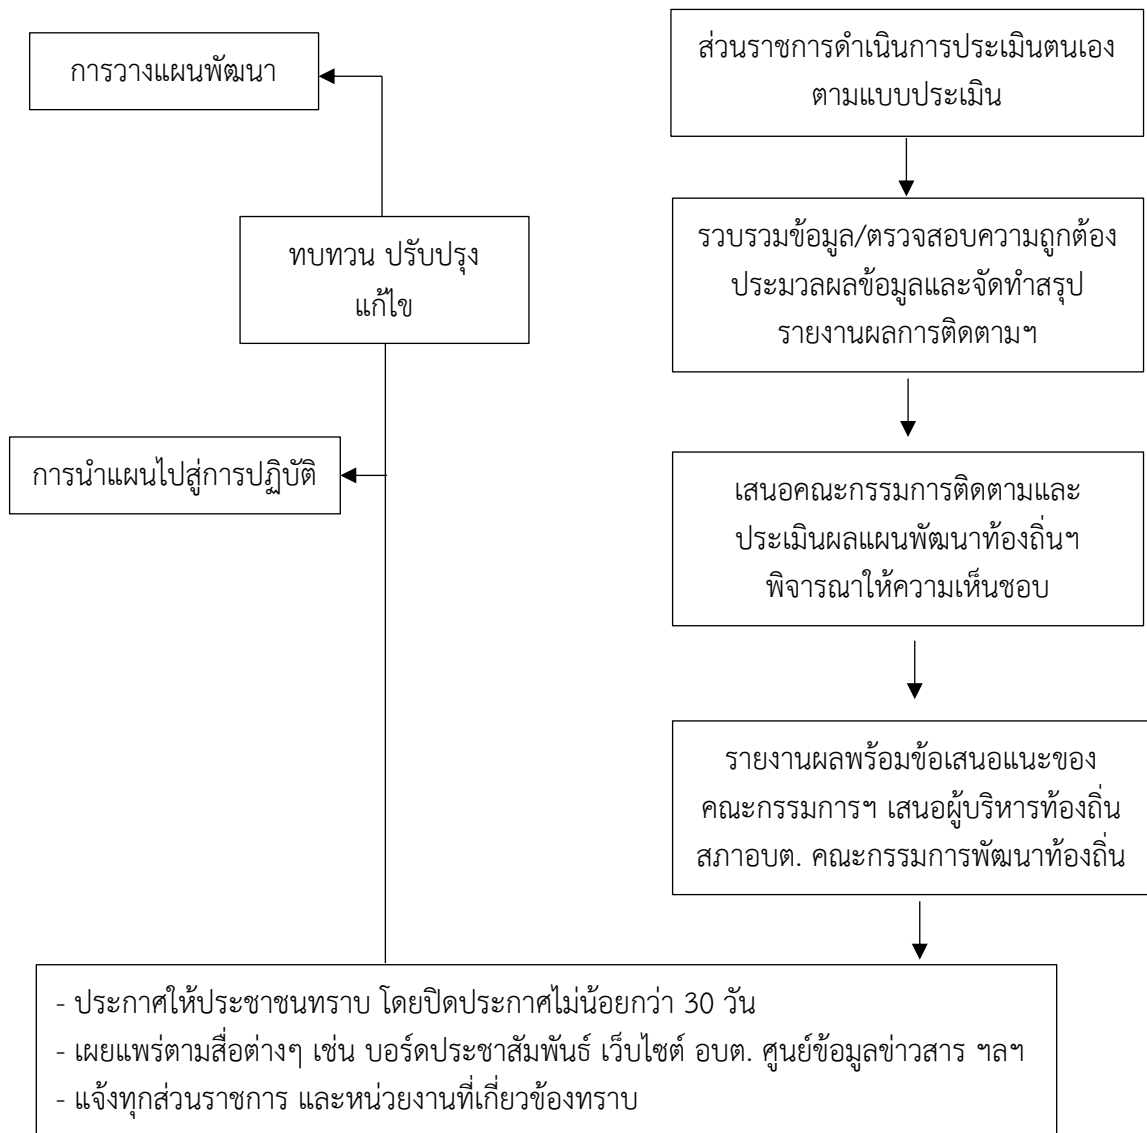 การวางแผนพัฒนา
ทบทวน ปรับปรุง
แก้ไข
การนำแผนไปสู่การปฏิบัติ
ส่วนราชการดำเนินการประเมินตนเอง
ตามแบบประเมิน
รวบรวมข้อมูล/ตรวจสอบความถูกต้อง
ประมวลผลข้อมูลและจัดทำสรุป
รายงานผลการติดตามฯ
เสนอคณะกรรมการติดตามและ
ประเมินผลแผนพัฒนาท้องถิ่นฯ
พิจารณาให้ความเห็นชอบ
รายงานผลพร้อมข้อเสนอแนะของ
คณะกรรมการฯ เสนอผู้บริหารท้องถิ่น
สภาอบต. คณะกรรมการพัฒนาท้องถิ่น
- ประกาศให้ประชาชนทราบ โดยปิดประกาศไม่น้อยกว่า 30 วัน
- เผยแพร่ตามสื่อต่างๆ เช่น บอร์ดประชาสัมพันธ์ เว็บไซต์ อบต. ศูนย์ข้อมูลข่าวสาร ฯลฯ
- แจ้งทุกส่วนราชการ และหน่วยงานที่เกี่ยวข้องทราบ